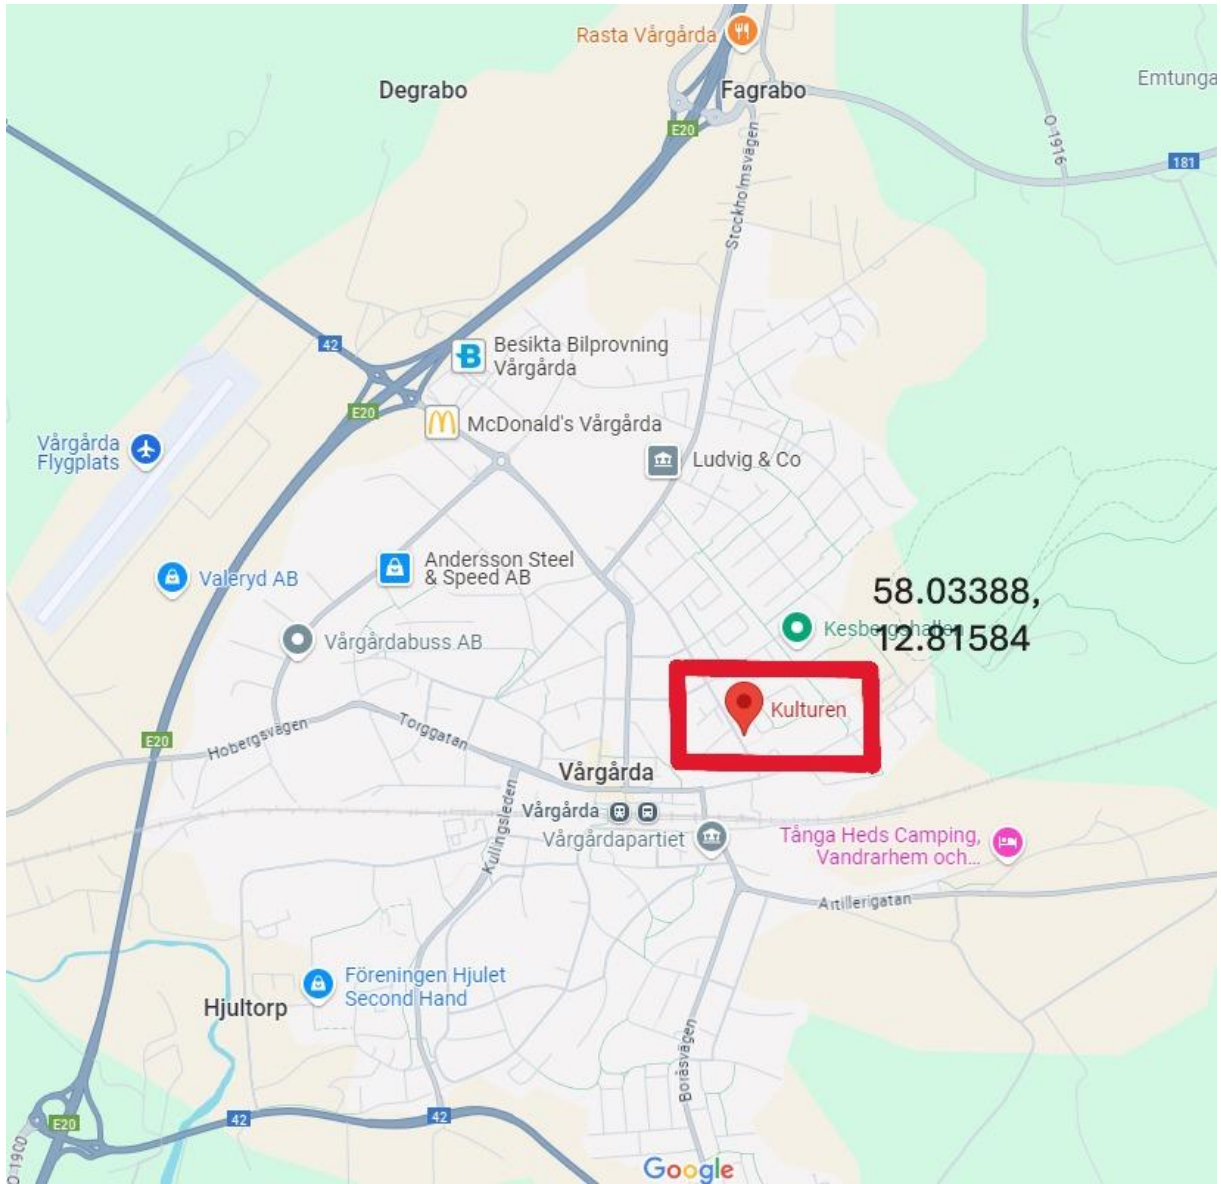 Rasta Vårgårda
Degrabo
Fagrabo
Emtunga
E20
O 1916
181
Stockholmsvägen
42
Besikta Bilprovning
Vårgårda
E20
McDonald's Vårgårda
Vårgårda
Flygplats
Ludvig & Co
Andersson Steel
& Speed AB
Valeryd AB
58.03388,
12.81584
Kesbergshallen
Vårgårdabuss AB
Kulturen
E20
Hobergsvägen
Torggatan
Vårgårda
Vårgårda
Kullingsleden
Vårgårdapartiet
Tånga Heds Camping,
Vandrarhem och...
Artillerigatan
Föreningen Hjulet
Second Hand
Hjultorp
Boråsvägen
E20
42
42
O 1900
Google